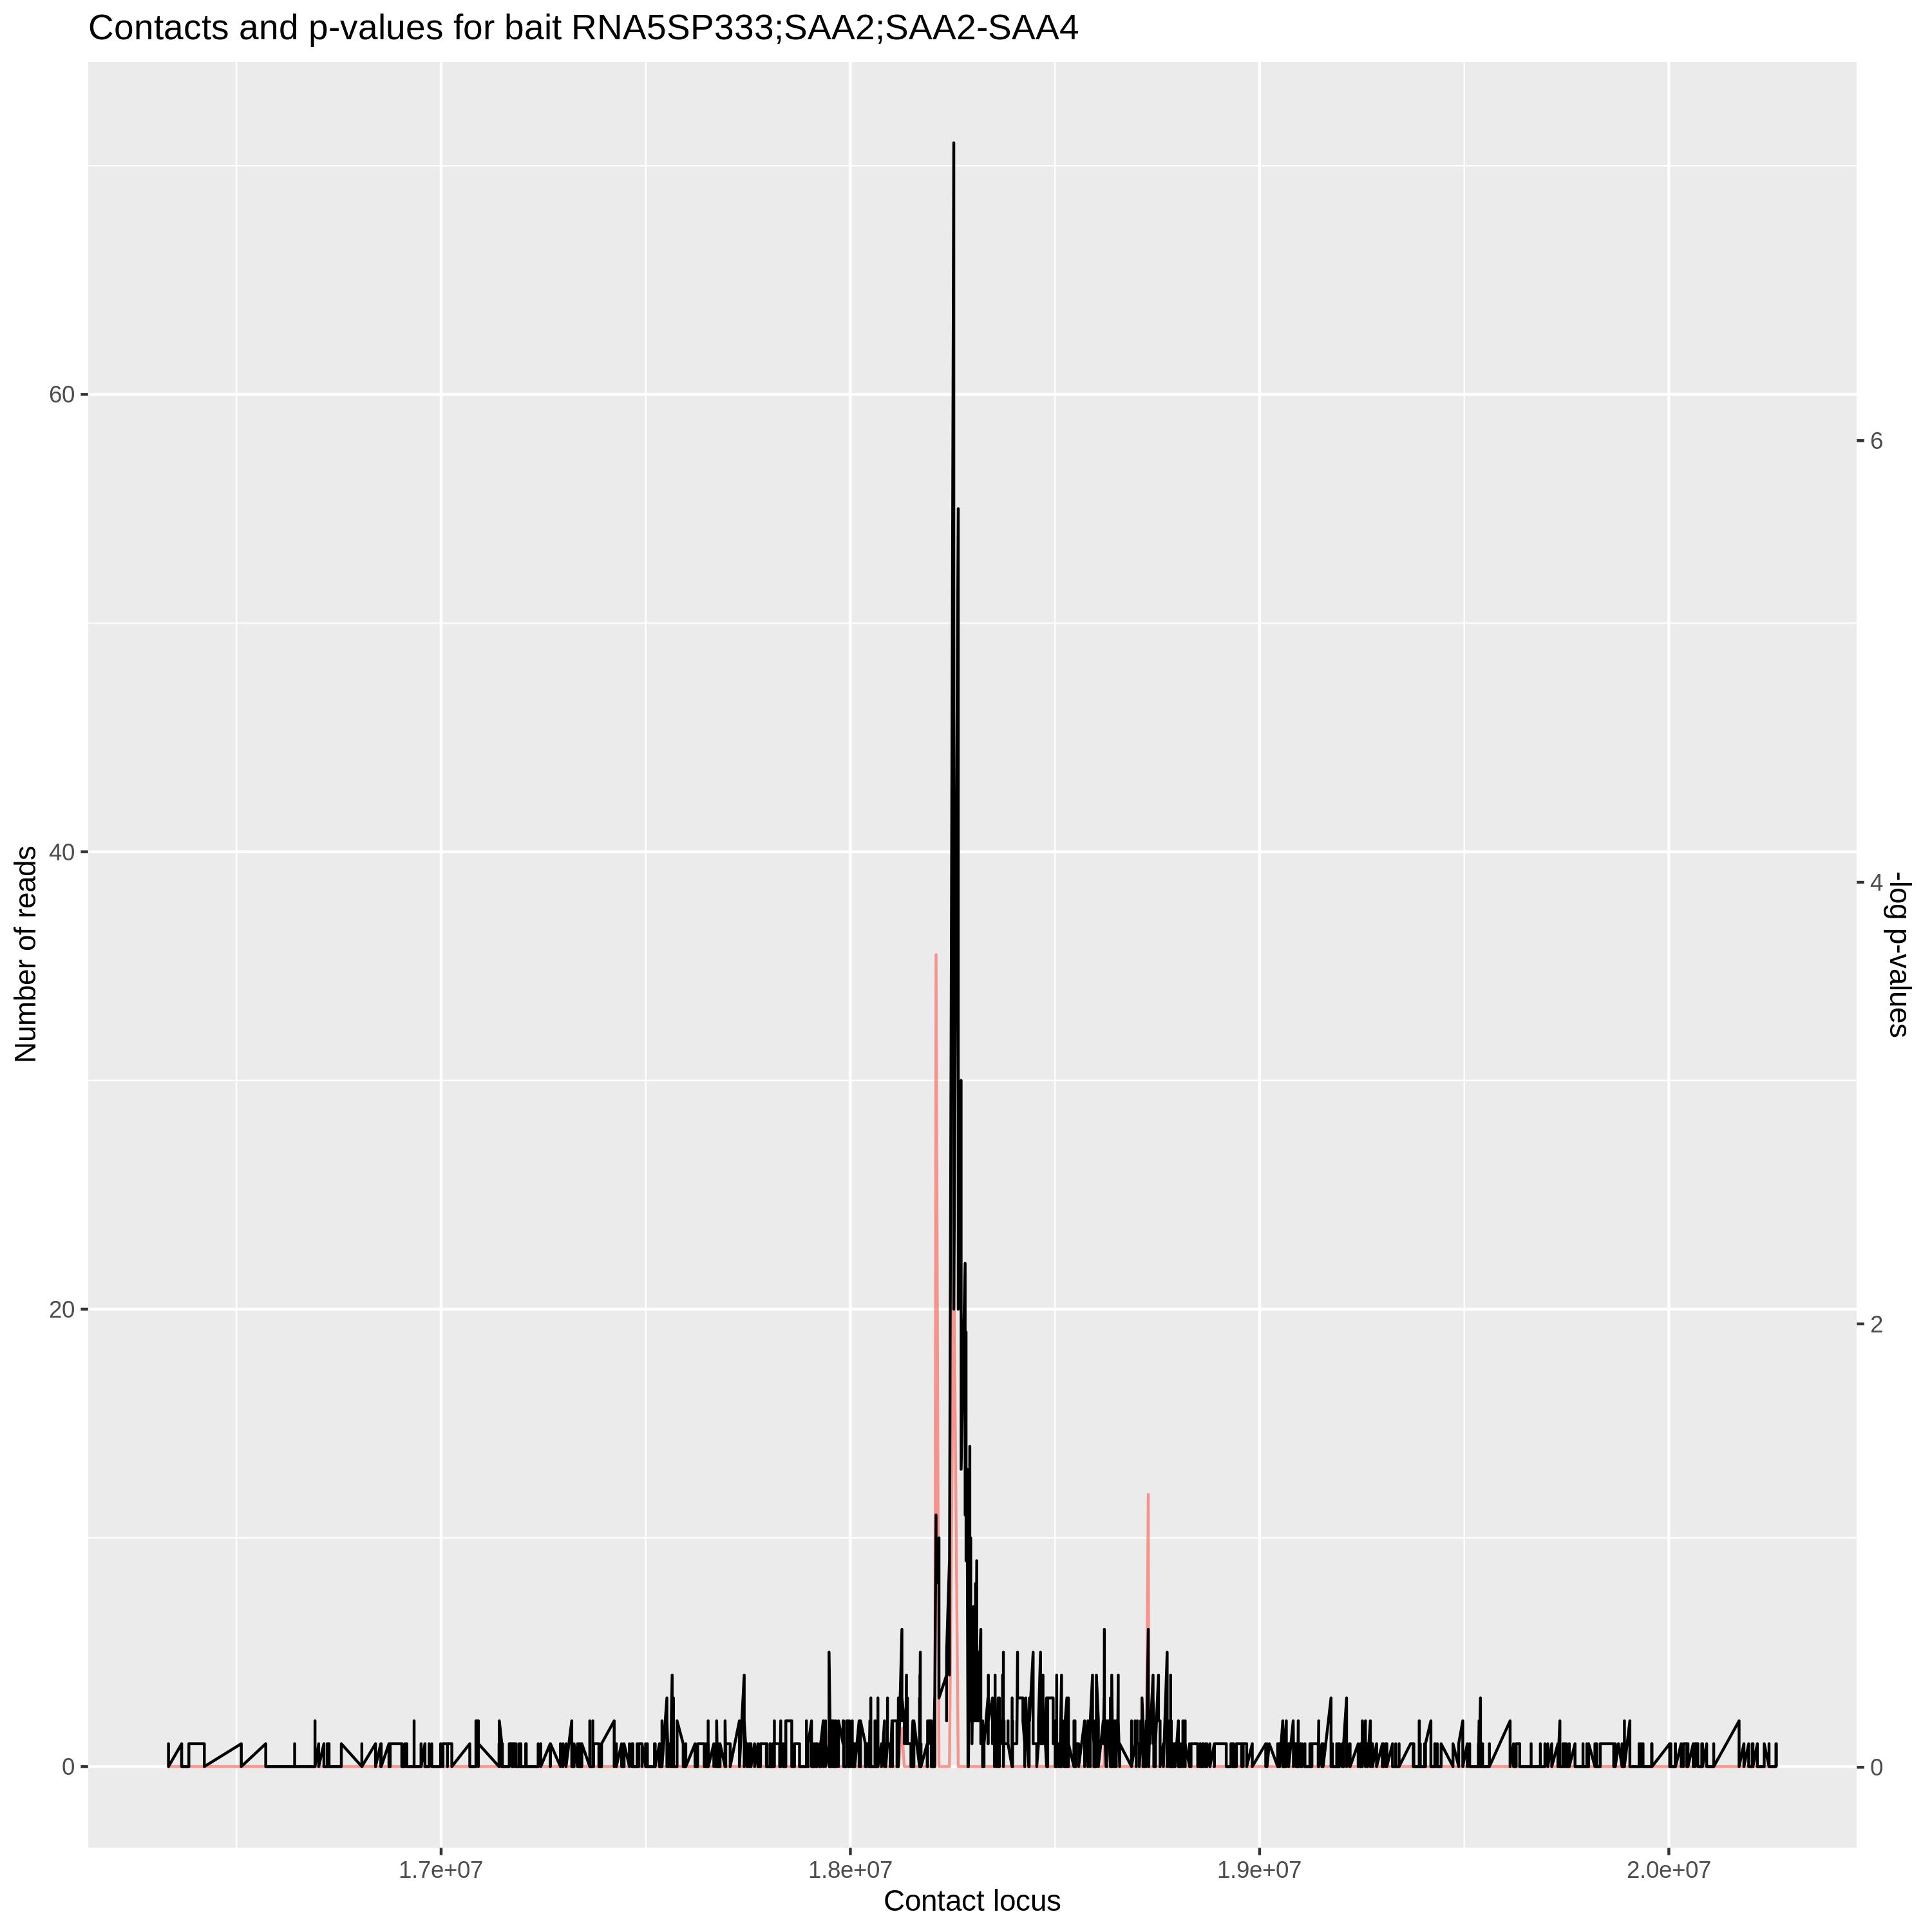 Contacts and p-values for bait RNA5SP333;SAA2;SAA2-SAA4
60
40
20
0
Number of reads
6
4
2
0
-log p-values
1.7e+07
1.8e+07
1.9e+07
2.0e+07
Contact locus